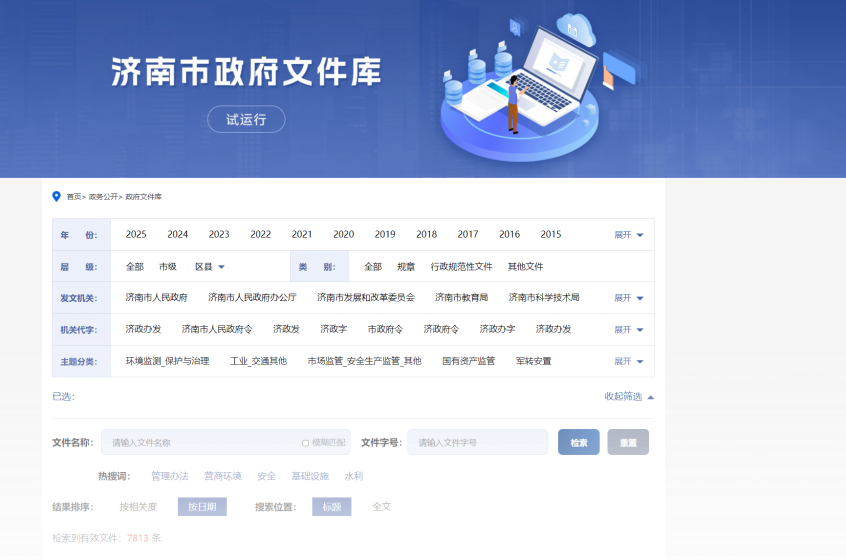 济南市政府文件库
试运行
首页> 政务公开> 政府文件库
年 份: 2025 2024 2023 2022 2021 2020 2019 2018 2017 2016 2015 展开
层 级: 全部 市级 区县 类 别: 全部 规章 行政规范性文件 其他文件
发文机关: 济南市人民政府 济南市人民政府办公厅 济南市发展和改革委员会 济南市教育局 济南市科学技术局 展开
机关代字: 济政办发 济南市人民政府令 济政发 济政字 市政府令 济政府令 济政办字 济政办发 展开
主题分类: 环境监测_保护与治理 工业_交通其他 市场监管_安全生产监管_其他 国有资产监管 军转安置 展开
已选: 收起筛选
文件名称: 请输入文件名称 模糊匹配 文件字号: 请输入文件字号 检索 重置
热搜词: 管理办法 营商环境 安全 基础设施 水利
结果排序: 按相关度 按日期 搜索位置: 标题 全文
检索到有效文件: 7813 条